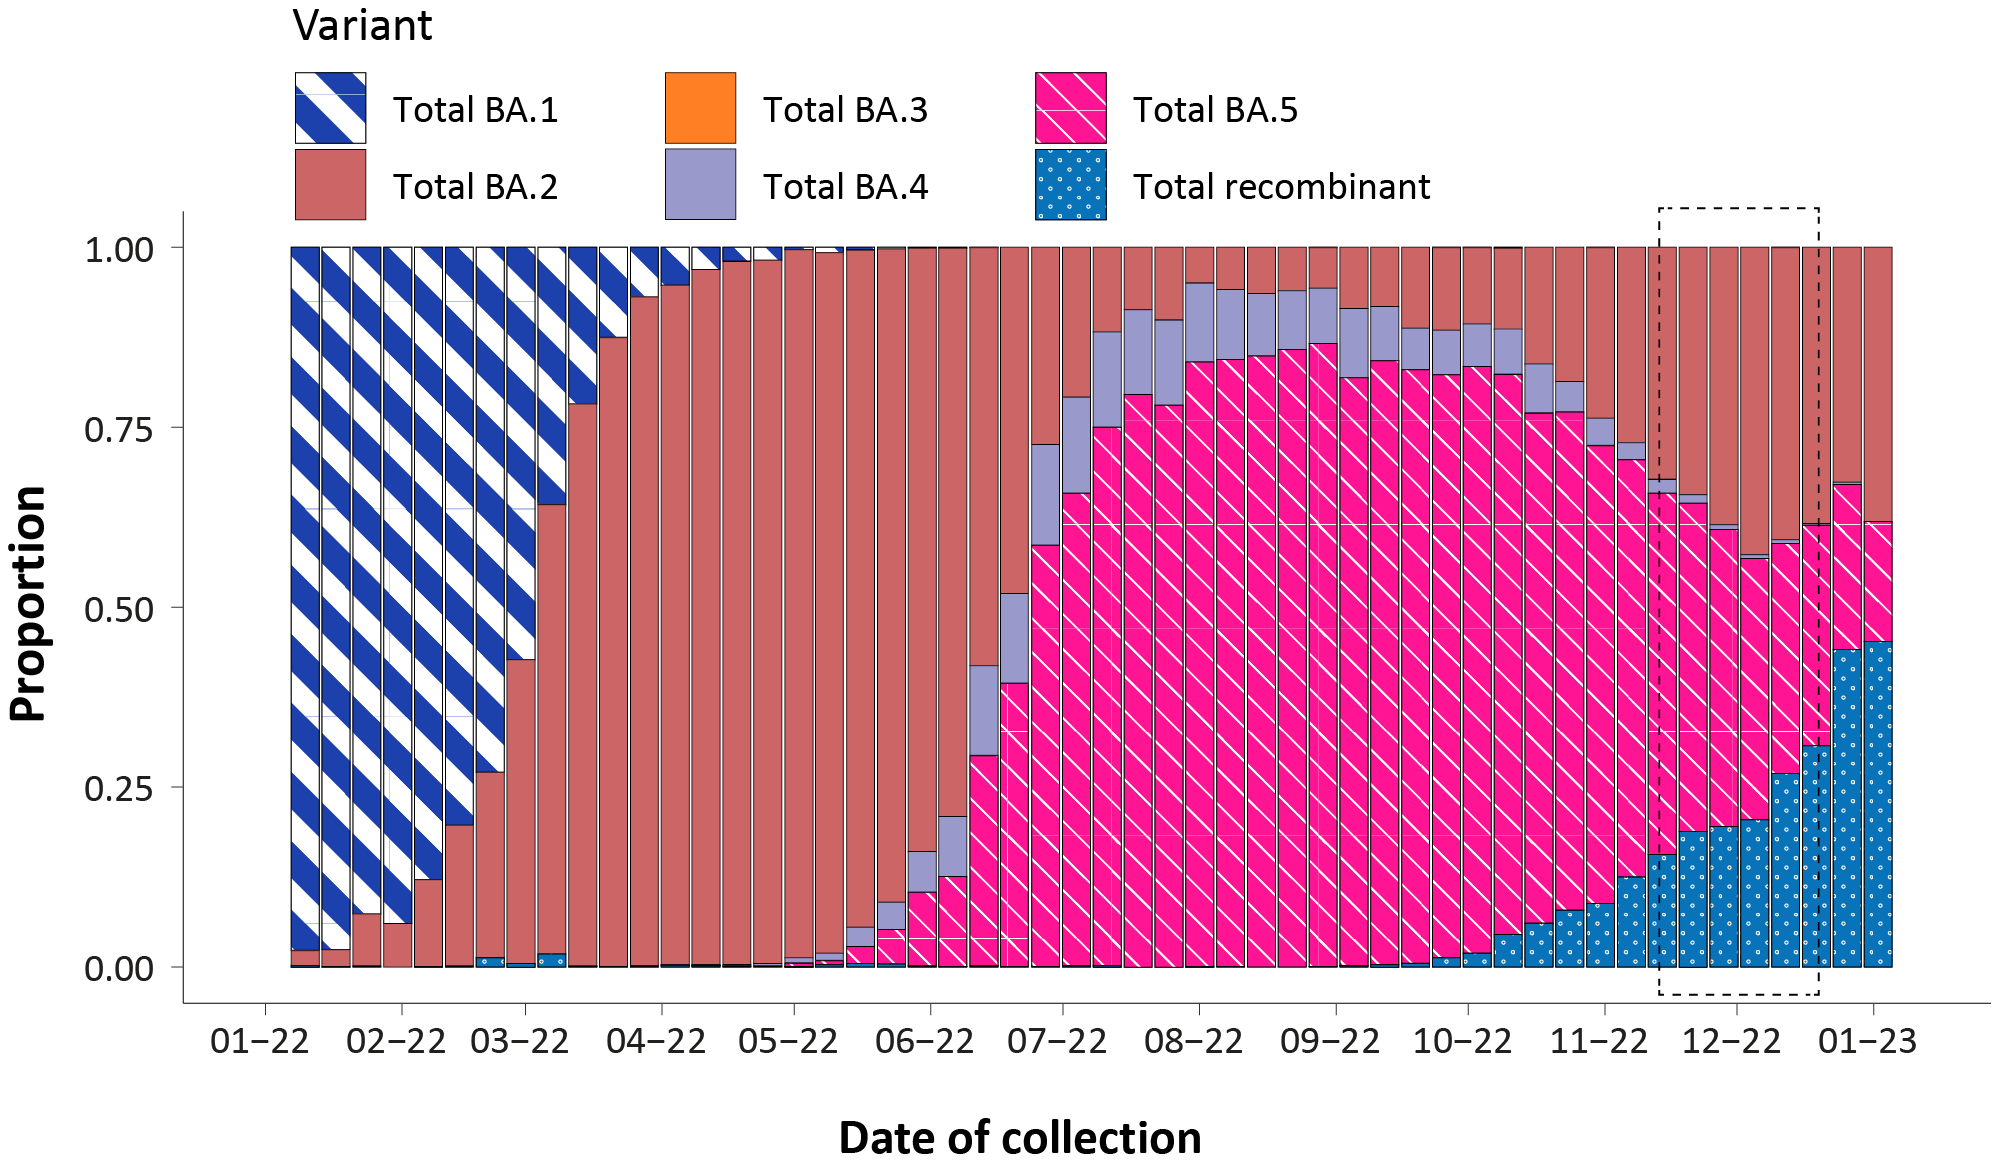 Variant
Total BA.1
Total BA.3
Total BA.5
Total BA.2
Total BA.4
Total recombinant
1.00
0.75
0.50
0.25
0.00
Proportion
01–22 02–22 03–22 04–22 05–22 06–22 07–22 08–22 09–22 10–22 11–22 12–22 01–23
Date of collection